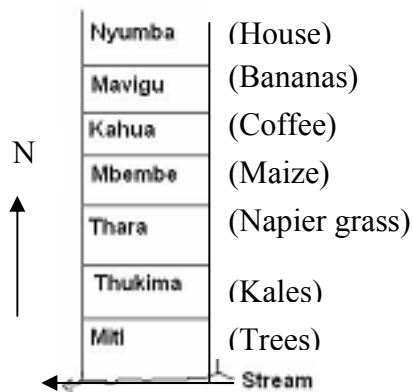 Nyumba (House)
Mavigu (Bananas)
Kahua (Coffee)
N
Mbembe (Maize)
Thara (Napier grass)
Thukima (Kales)
Miti (Trees)
Stream